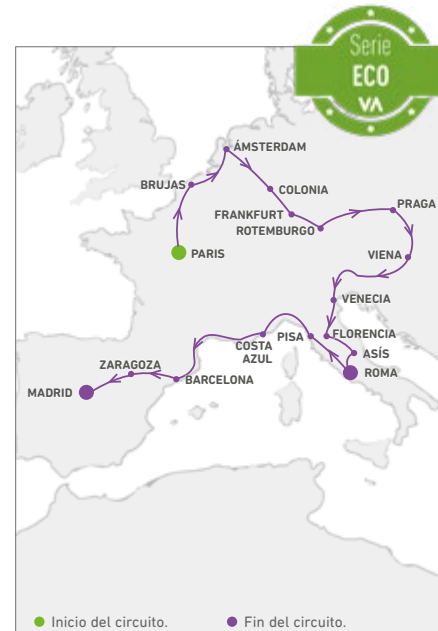 Serie
ECO
VA
ÁMSTERDAM
BRUJAS
COLONIA
FRANKFURT
ROTEMBURGO
PRAGA
PARIS
VIENA
VENECIA
FLORENCIA
PISA
COSTA
AZUL
ASÍS
ROMA
ZARAGOZA
BARCELONA
MADRID
Inicio del circuito.
Fin del circuito.